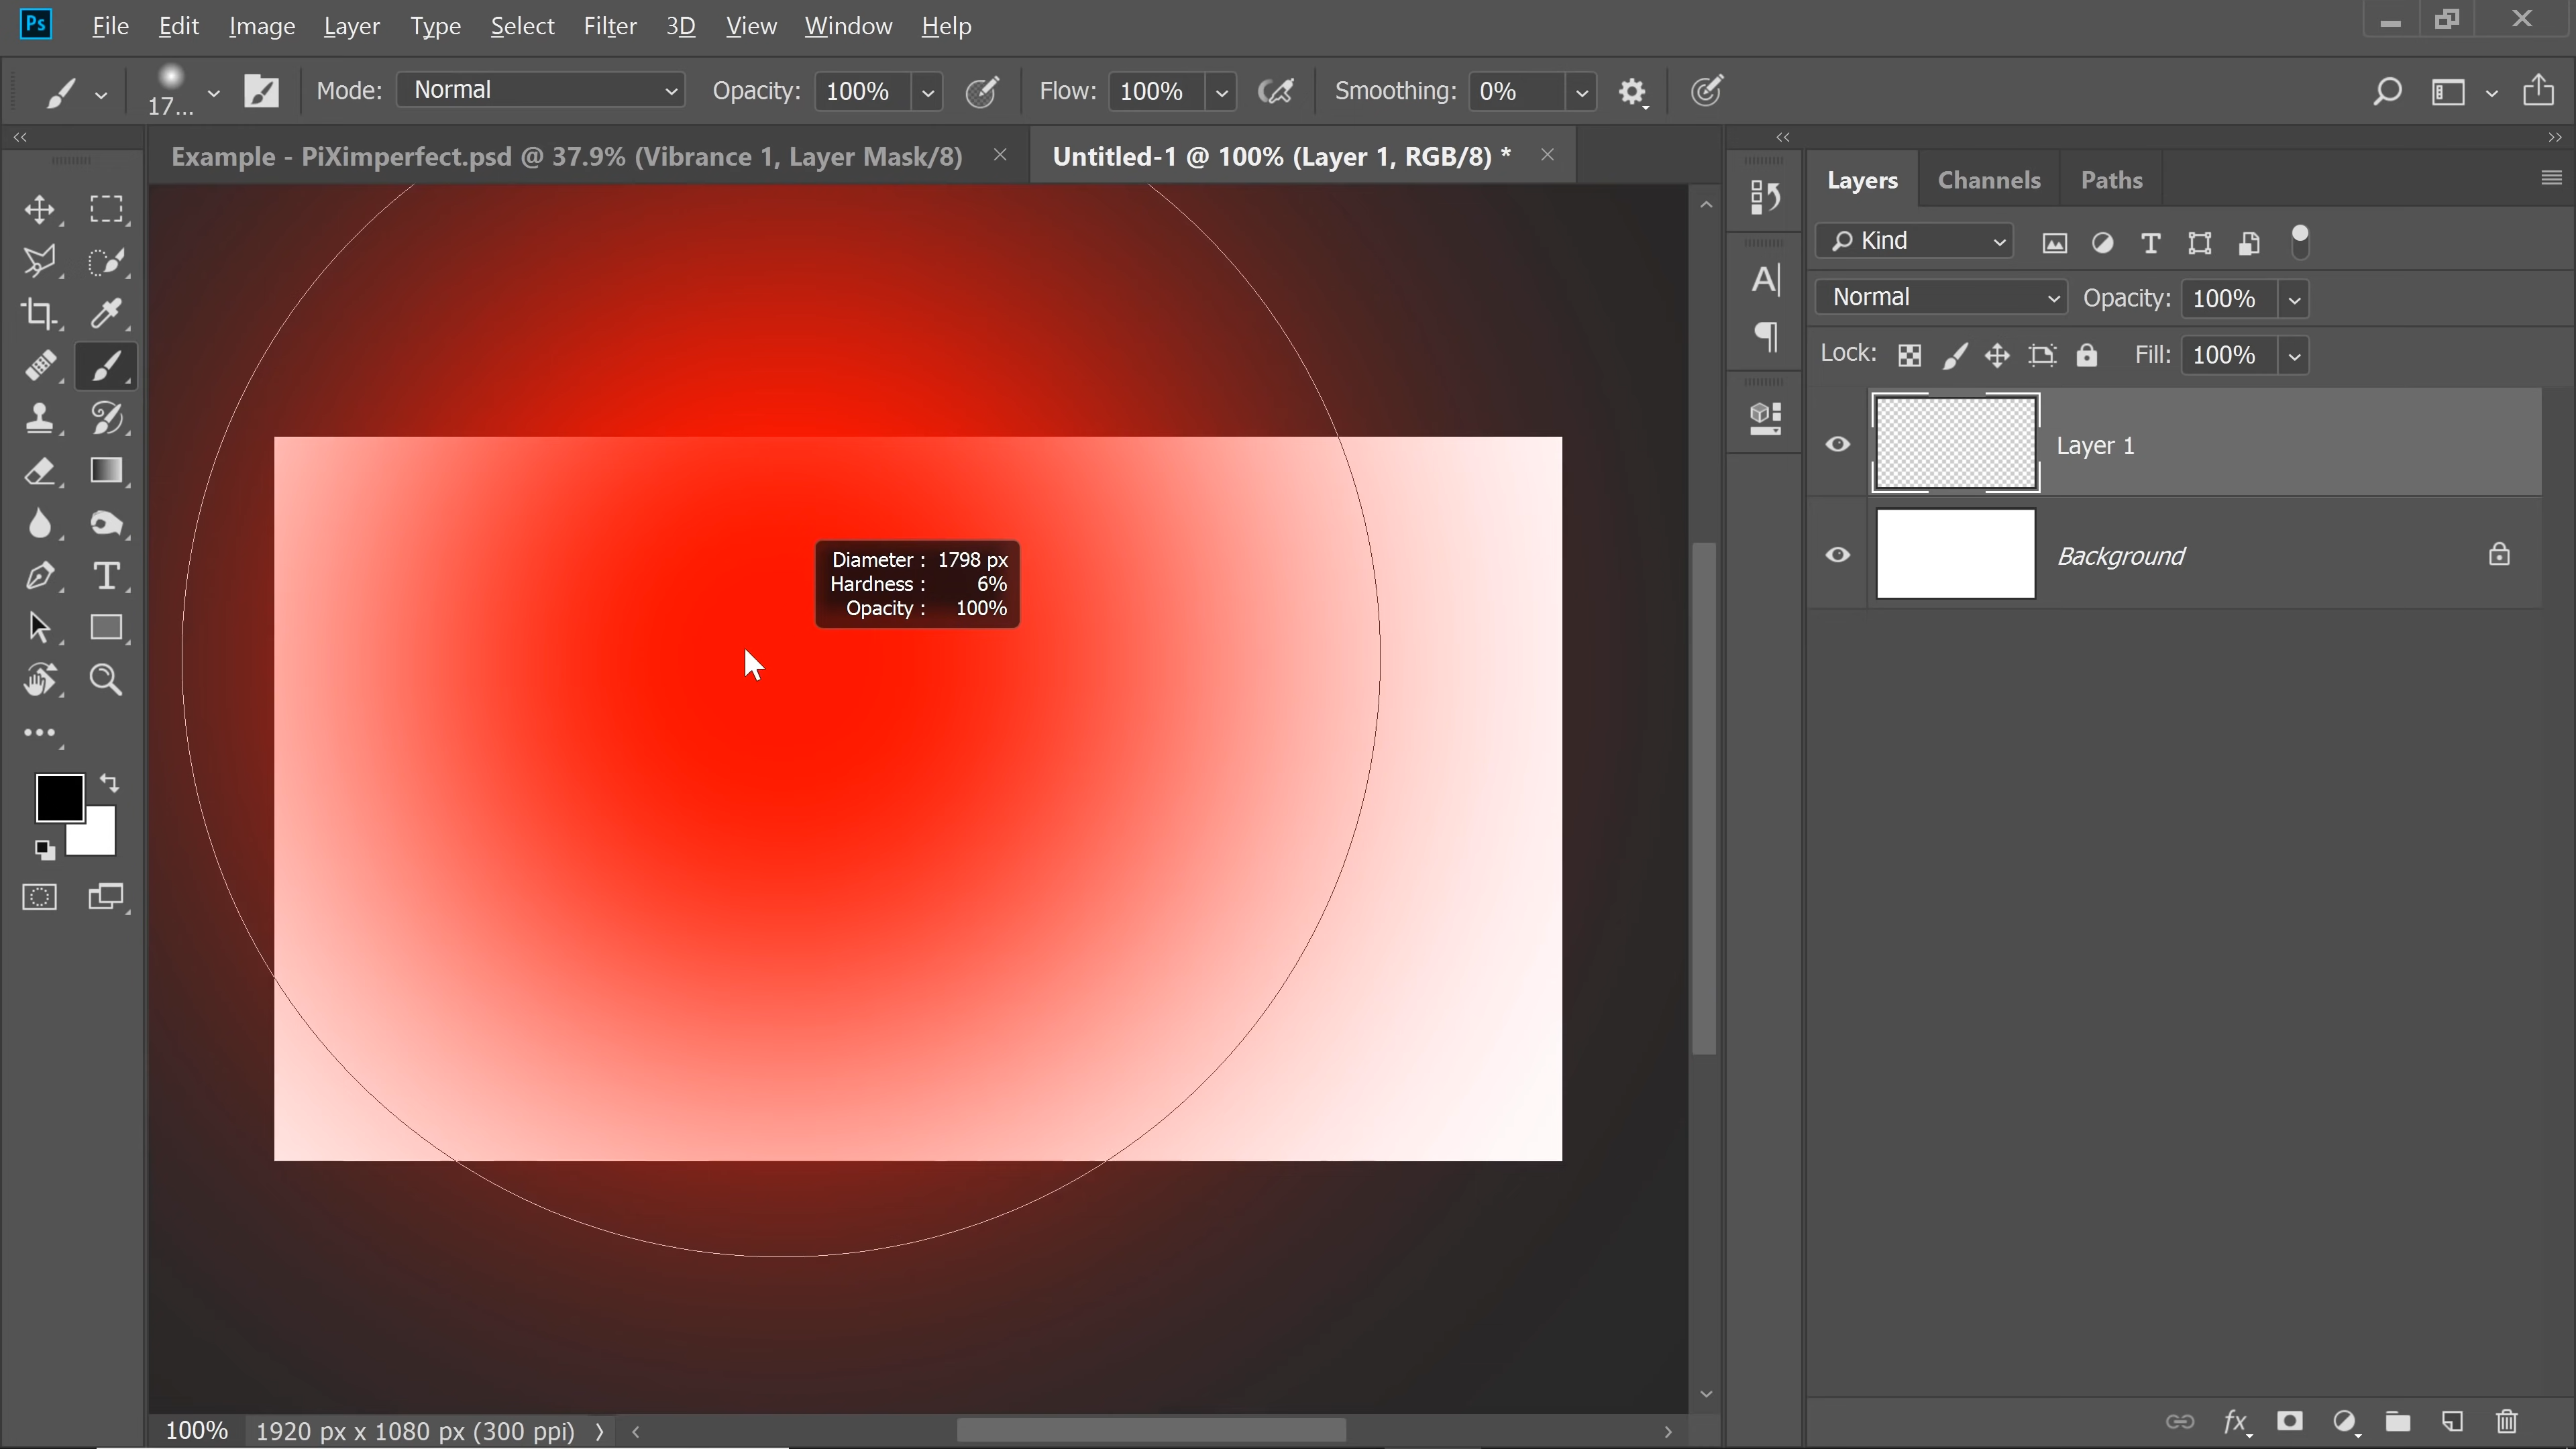 Ps File Edit Image Layer Type Select Filter 3D View Window Help
17... Mode: Normal Opacity: 100% Flow: 100% Smoothing: 0%
Example - PiXimperfect.psd @ 37.9% (Vibrance 1, Layer Mask/8) Untitled-1 @ 100% (Layer 1, RGB/8) *
Layers Channels Paths
Kind
Normal Opacity: 100%
Lock: Fill: 100%
Layer 1
Background
Diameter : 1798 px
Hardness : 6%
Opacity : 100%
100% 1920 px x 1080 px (300 ppi)
fx